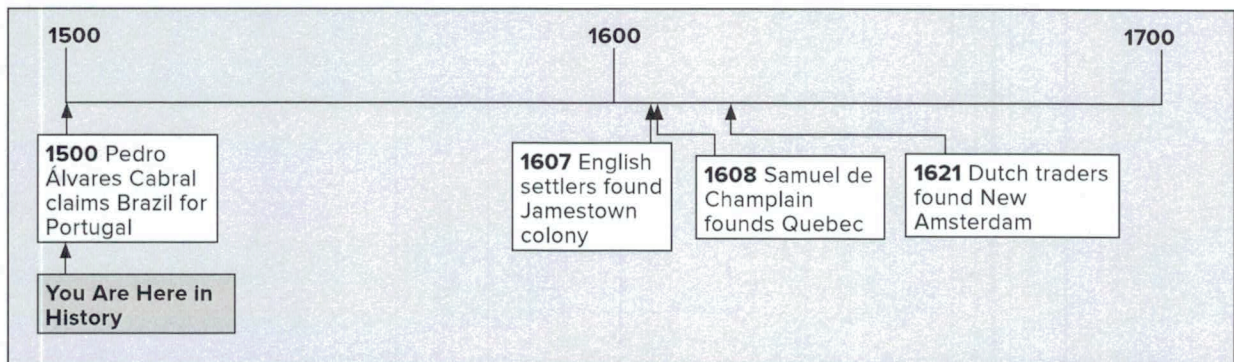 1500
1600
1700
1500 Pedro
Álvares Cabral
claims Brazil for
Portugal
1607 English
settlers found
Jamestown
colony
1608 Samuel de
Champlain
founds Quebec
1621 Dutch traders
found New
Amsterdam
You Are Here in
History